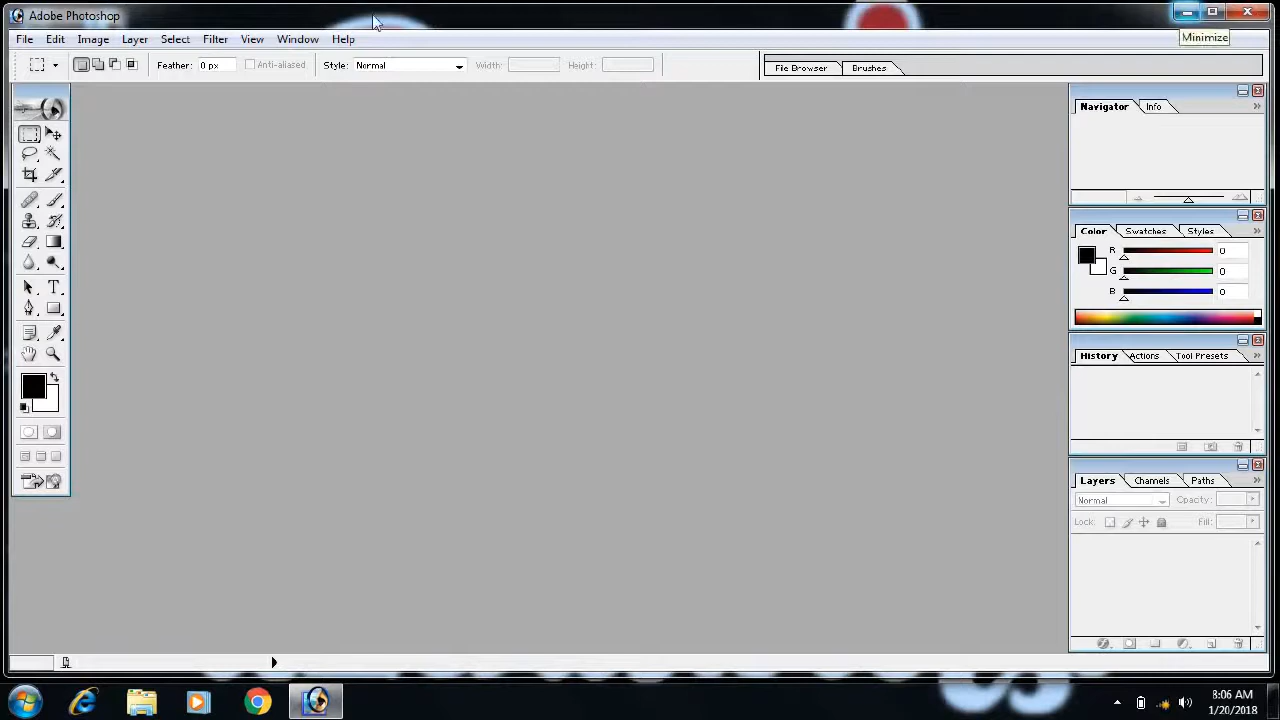 Adobe Photoshop
Minimize
File Edit Image Layer Select Filter View Window Help
Feather: 0 px Anti-aliased Style: Normal Width: Height: File Browser Brushes
Navigator Info
Color Swatches Styles
R 0
G 0
B 0
History Actions Tool Presets
Layers Channels Paths
Normal Opacity:
Lock: Fill:
8:06 AM
1/20/2018